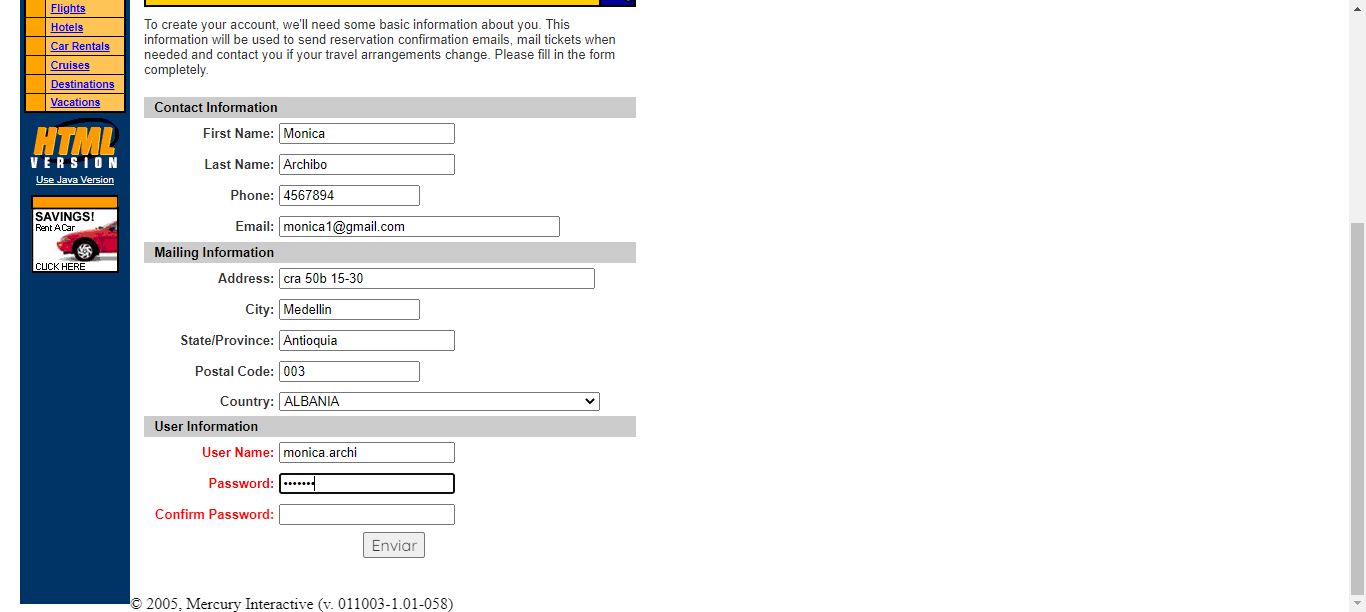 Flights
Hotels
Car Rentals
Cruises
Destinations
Vacations
HTML
VERSION
Use Java Version
SAVINGS!
Rent A Car
CLICK HERE
To create your account, we'll need some basic information about you. This
information will be used to send reservation confirmation emails, mail tickets when
needed and contact you if your travel arrangements change. Please fill in the form
completely.
Contact Information
First Name: Monica
Last Name: Archibo
Phone: 4567894
Email: monica1@gmail.com
Mailing Information
Address: cra 50b 15-30
City: Medellin
State/Province: Antioquia
Postal Code: 003
Country: ALBANIA
User Information
User Name: monica.archi
Password: •••••••
Confirm Password:
Enviar
© 2005, Mercury Interactive (v. 011003-1.01-058)